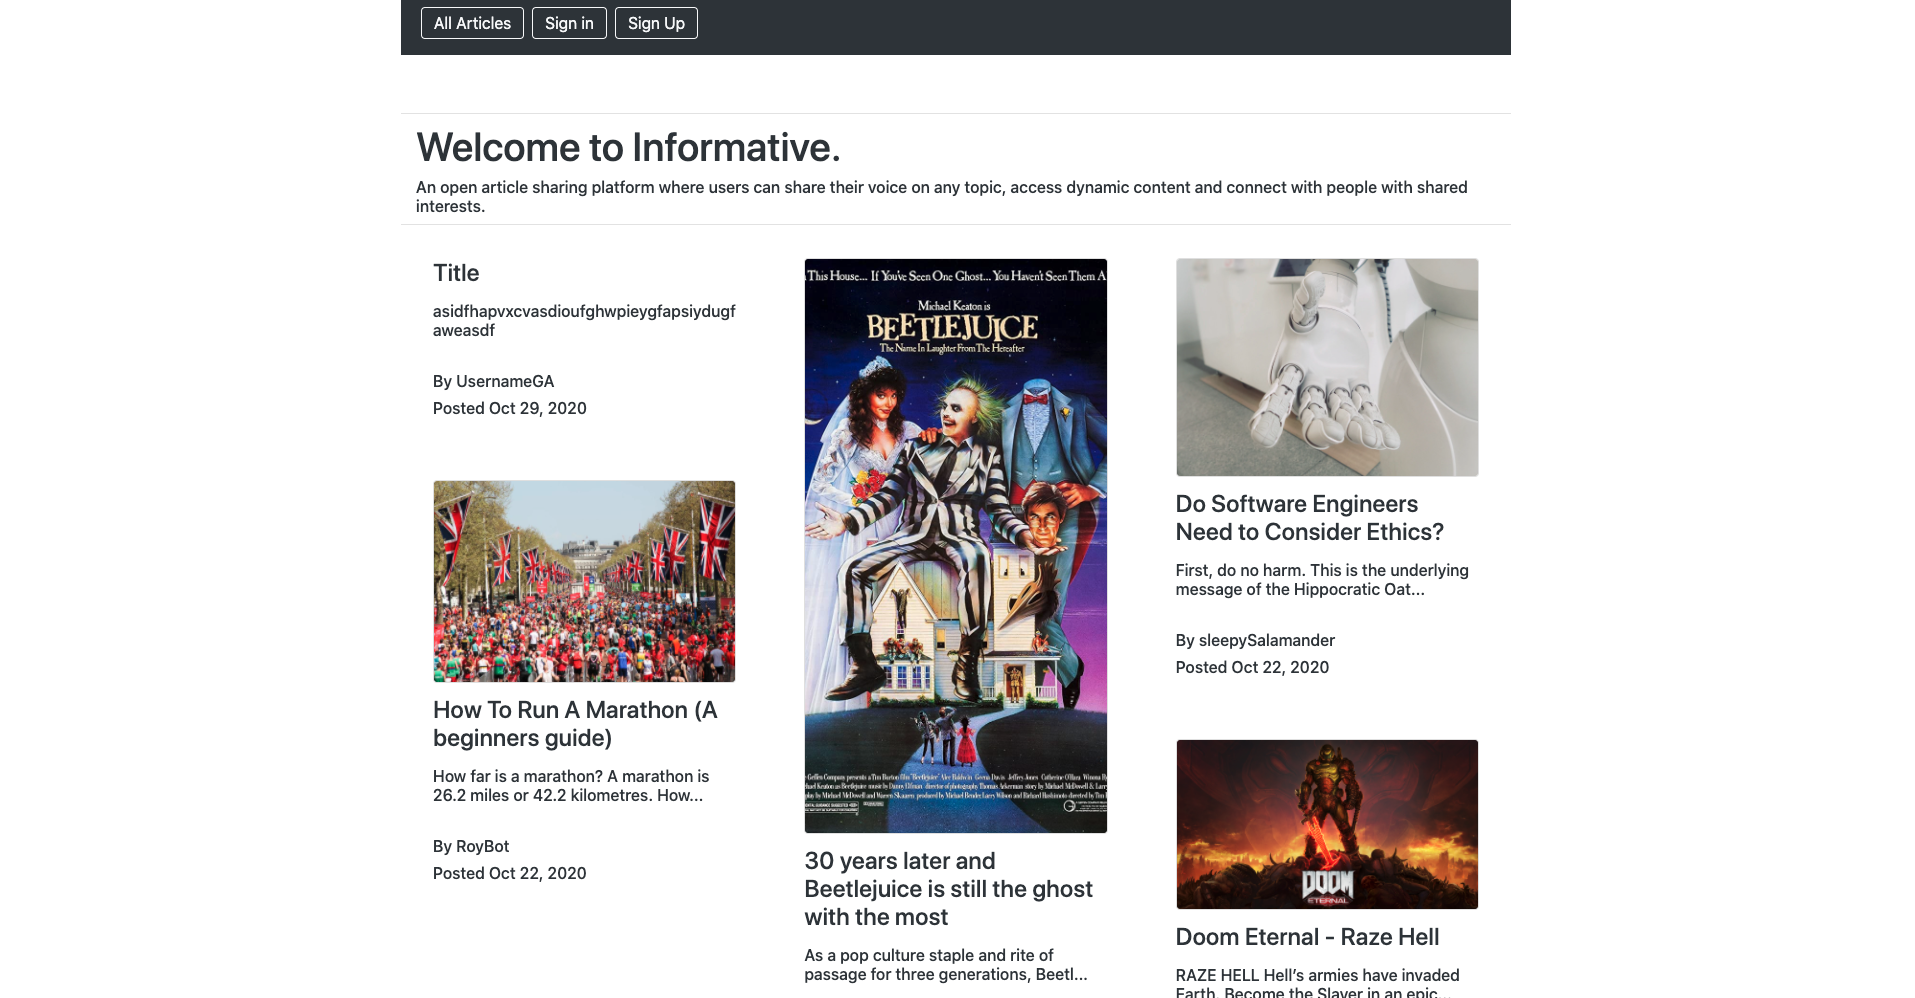 All Articles
Sign in
Sign Up
Welcome to Informative.
An open article sharing platform where users can share their voice on any topic, access dynamic content and connect with people with shared
interests.
Title
asidfhapvxcvasdioufghwpieygfapsiydugf
aweasdf
By UsernameGA
Posted Oct 29, 2020
How To Run A Marathon (A
beginners guide)
How far is a marathon? A marathon is
26.2 miles or 42.2 kilometres. How...
By RoyBot
Posted Oct 22, 2020
This House... If You've Seen One Ghost... You Haven't Seen Them A
Michael Keaton is
BEETLEJUICE
The Name In Laughter From The Hereafter
30 years later and
Beetlejuice is still the ghost
with the most
As a pop culture staple and rite of
passage for three generations, Beetl...
Do Software Engineers
Need to Consider Ethics?
First, do no harm. This is the underlying
message of the Hippocratic Oat...
By sleepySalamander
Posted Oct 22, 2020
DOOM
ETERNAL
Doom Eternal - Raze Hell
RAZE HELL Hell’s armies have invaded
Earth. Become the Slayer in an epic...